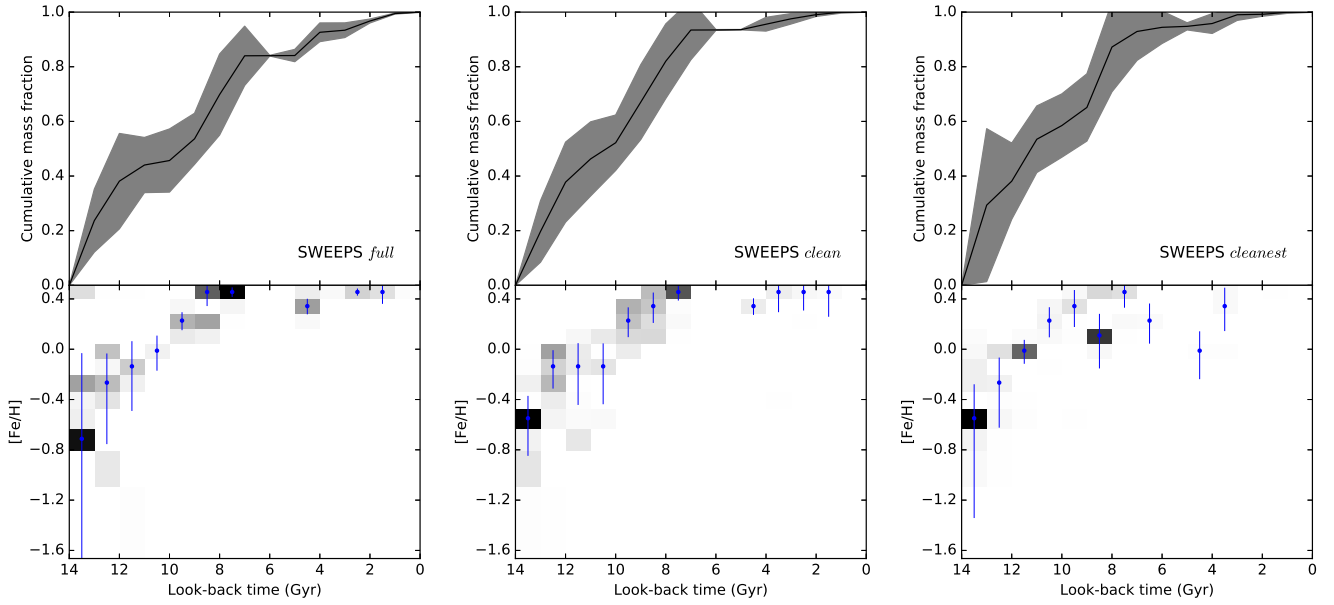 1.0
0.8
0.6
0.4
0.2
0.0
Cumulative mass fraction
SWEEPS full
0.4
0.0
−0.4
−0.8
−1.2
−1.6
[Fe/H]
14 12 10 8 6 4 2 0
Look-back time (Gyr)
1.0
0.8
0.6
0.4
0.2
0.0
Cumulative mass fraction
SWEEPS clean
0.4
0.0
−0.4
−0.8
−1.2
−1.6
[Fe/H]
14 12 10 8 6 4 2 0
Look-back time (Gyr)
1.0
0.8
0.6
0.4
0.2
0.0
Cumulative mass fraction
SWEEPS cleanest
0.4
0.0
−0.4
−0.8
−1.2
−1.6
[Fe/H]
14 12 10 8 6 4 2 0
Look-back time (Gyr)